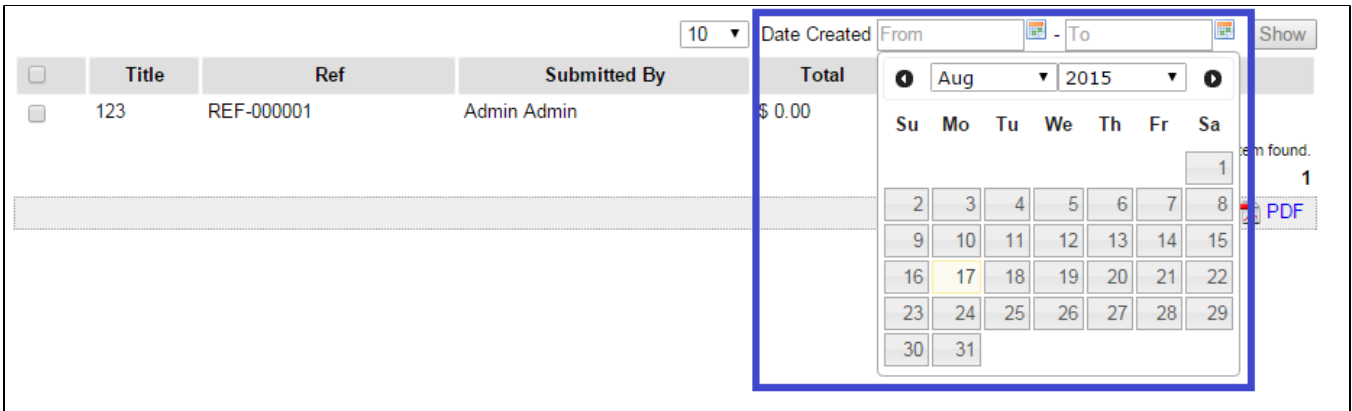 10 Date Created From - To Show
Title Ref Submitted By Total
123 REF-000001 Admin Admin $ 0.00
Aug 2015
Su Mo Tu We Th Fr Sa
1
2 3 4 5 6 7 8
9 10 11 12 13 14 15
16 17 18 19 20 21 22
23 24 25 26 27 28 29
30 31
found.
1
PDF